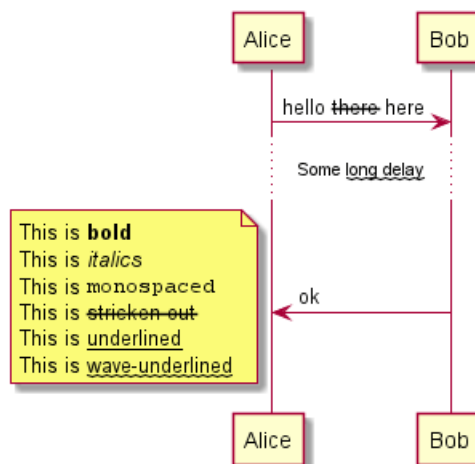 Alice Bob
hello there here
Some long delay
This is bold
This is italics
This is monospaced
This is stricken out
This is underlined
This is wave-underlined
ok
Alice Bob